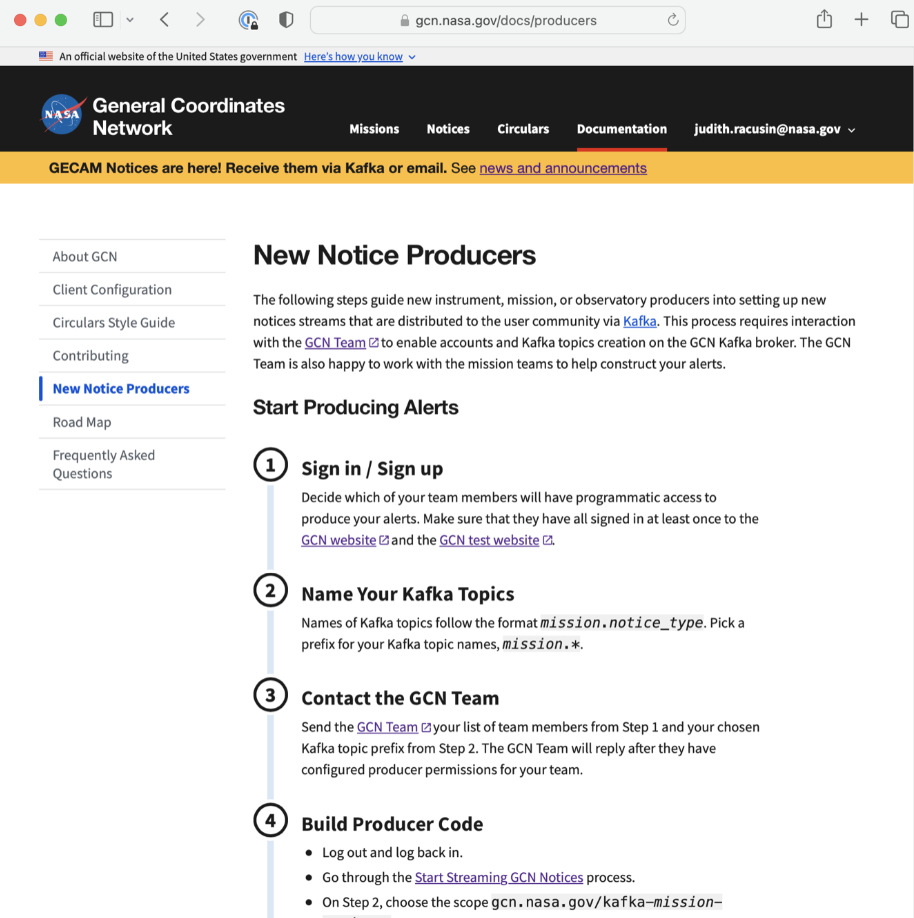 gcn.nasa.gov/docs/producers
An official website of the United States government Here's how you know
NASA
General Coordinates
Network
Missions Notices Circulars Documentation judith.racusin@nasa.gov
GECAM Notices are here! Receive them via Kafka or email. See news and announcements
About GCN
Client Configuration
Circulars Style Guide
Contributing
New Notice Producers
Road Map
Frequently Asked
Questions
New Notice Producers
The following steps guide new instrument, mission, or observatory producers into setting up new
notices streams that are distributed to the user community via Kafka. This process requires interaction
with the GCN Team to enable accounts and Kafka topics creation on the GCN Kafka broker. The GCN
Team is also happy to work with the mission teams to help construct your alerts.
Start Producing Alerts
1 Sign in / Sign up
Decide which of your team members will have programmatic access to
produce your alerts. Make sure that they have all signed in at least once to the
GCN website and the GCN test website.
2 Name Your Kafka Topics
Names of Kafka topics follow the format mission.notice_type. Pick a
prefix for your Kafka topic names, mission.*.
3 Contact the GCN Team
Send the GCN Team your list of team members from Step 1 and your chosen
Kafka topic prefix from Step 2. The GCN Team will reply after they have
configured producer permissions for your team.
4 Build Producer Code
• Log out and log back in.
• Go through the Start Streaming GCN Notices process.
• On Step 2, choose the scope gcn.nasa.gov/kafka-mission-